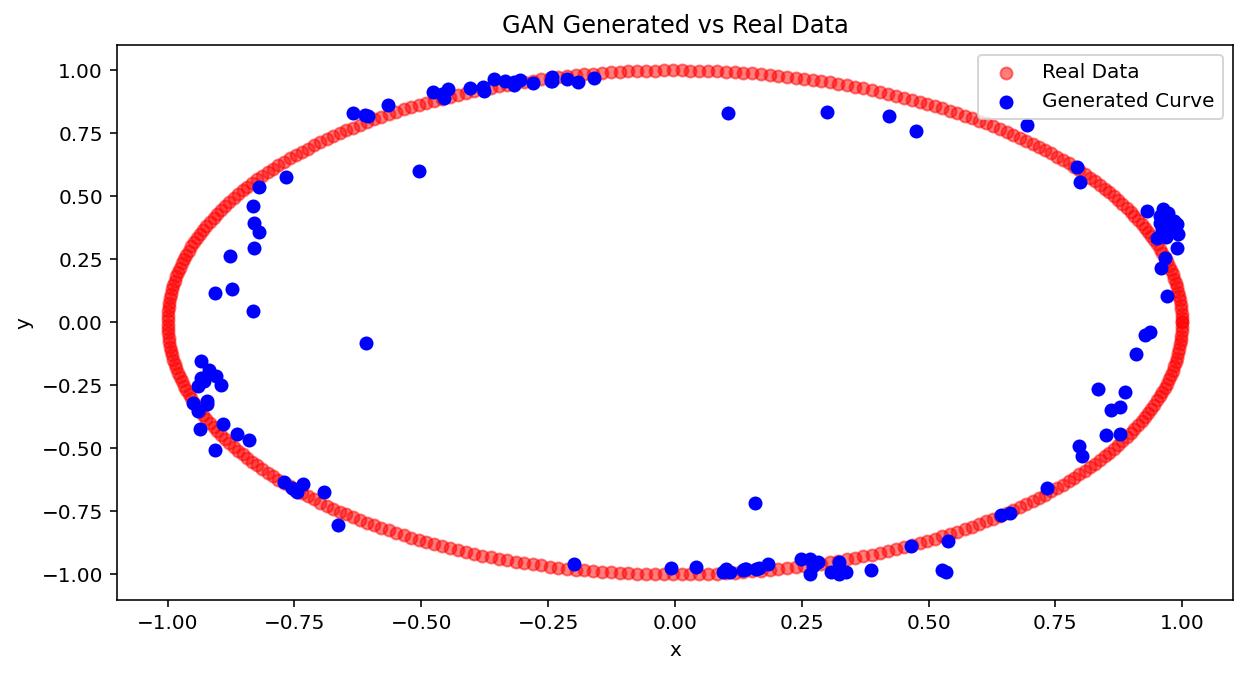 GAN Generated vs Real Data
Real Data
Generated Curve
1.00
0.75
0.50
0.25
0.00
−0.25
−0.50
−0.75
−1.00
y
−1.00 −0.75 −0.50 −0.25 0.00 0.25 0.50 0.75 1.00
x